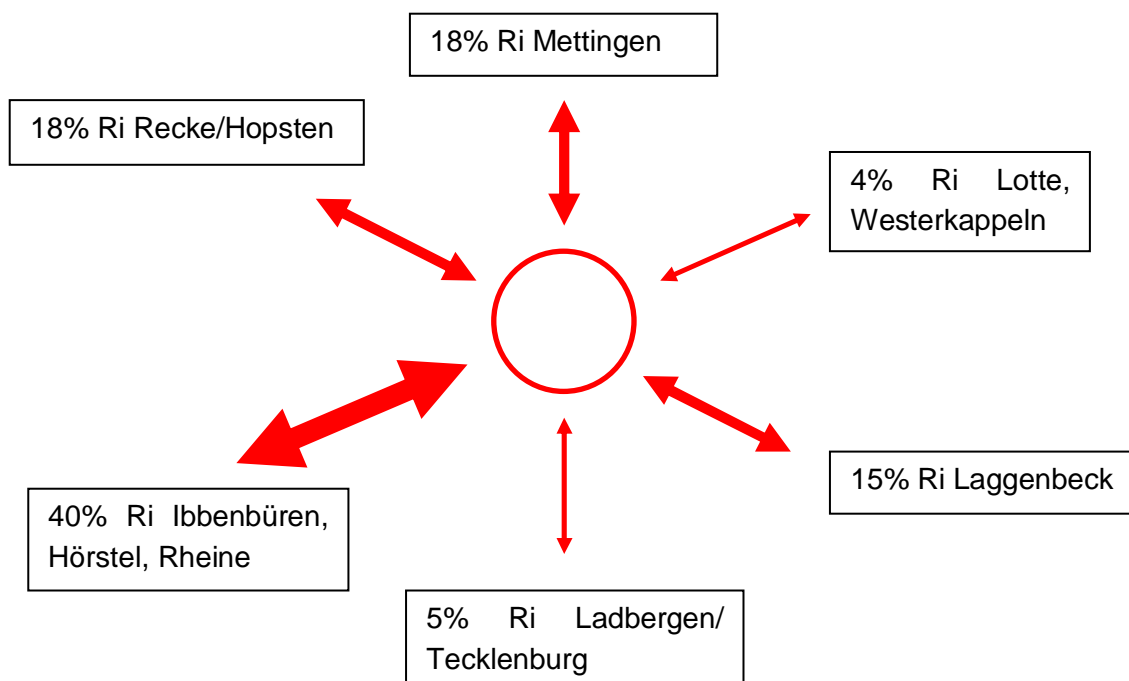 18% Ri Mettingen
18% Ri Recke/Hopsten
4% Ri Lotte,
Westerkappeln
15% Ri Laggenbeck
40% Ri Ibbenbüren,
Hörstel, Rheine
5% Ri Ladbergen/
Tecklenburg